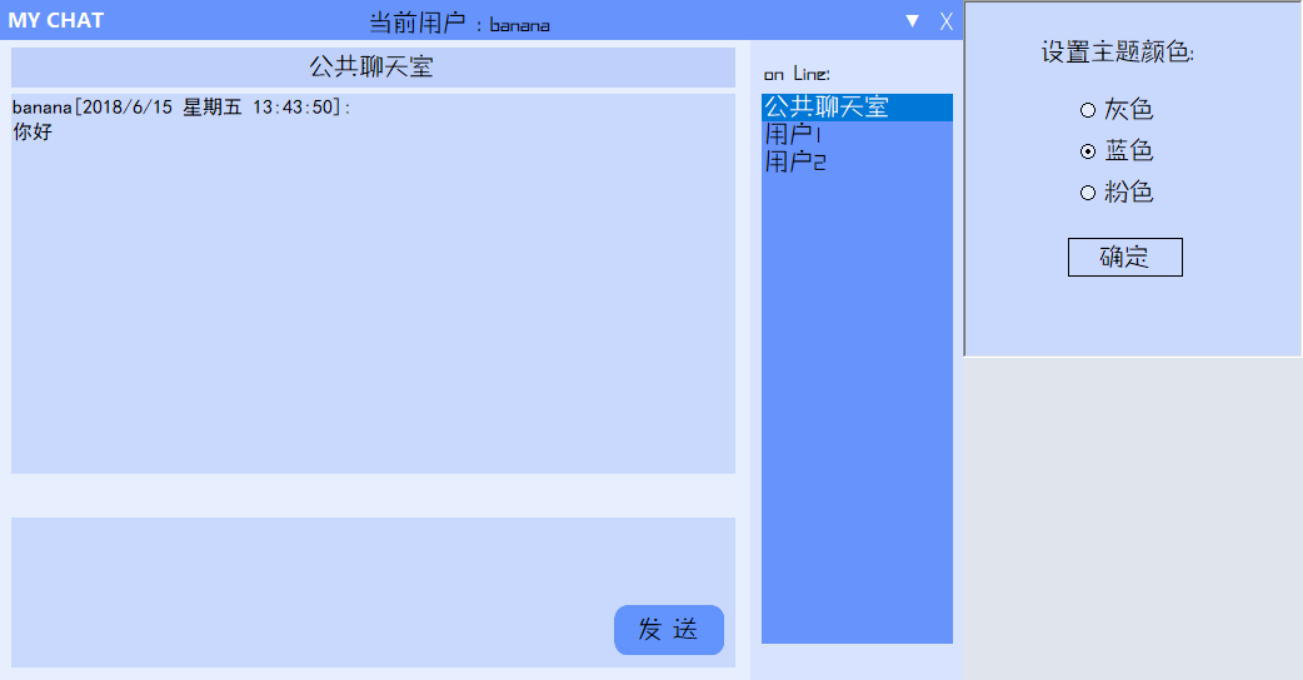 MY CHAT
当前用户 : banana
▼ X
公共聊天室
banana[2018/6/15 星期五 13:43:50]:
你好
发 送
on Line:
公共聊天室
用户1
用户2
设置主题颜色:
灰色
蓝色
粉色
确定